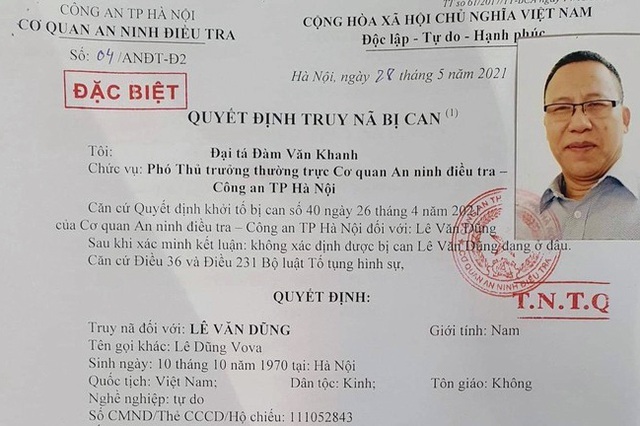 CÔNG AN TP HÀ NỘI
CƠ QUAN AN NINH ĐIỀU TRA
Số: 04/ANĐT-Đ2
ĐẶC BIỆT
CỘNG HÒA XÃ HỘI CHỦ NGHĨA VIỆT NAM
Độc lập - Tự do - Hạnh phúc
Hà Nội, ngày 28 tháng 5 năm 2021
QUYẾT ĐỊNH TRUY NÃ BỊ CAN (1)
Tôi: Đại tá Đàm Văn Khanh
Chức vụ: Phó Thủ trưởng thường trực Cơ quan An ninh điều tra –
Công an TP Hà Nội
Căn cứ Quyết định khởi tố bị can số 40 ngày 26 tháng 4 năm
của Cơ quan An ninh điều tra – Công an TP Hà Nội đối với: Lê Văn Dũng
Sau khi xác minh kết luận: không xác định được bị can Lê Văn Dũng đang ở đâu.
Căn cứ Điều 36 và Điều 231 Bộ luật Tố tụng hình sự,
CƠ QUAN AN NINH ĐIỀU TRA
T.N.T.Q
QUYẾT ĐỊNH:
Truy nã đối với: LÊ VĂN DŨNG Giới tính: Nam
Tên gọi khác: Lê Dũng Vova
Sinh ngày: 10 tháng 10 năm 1970 tại: Hà Nội
Quốc tịch: Việt Nam; Dân tộc: Kinh; Tôn giáo: Không
Nghề nghiệp: tự do
Số CMND/Thẻ CCCD/Hộ chiếu: 111052843